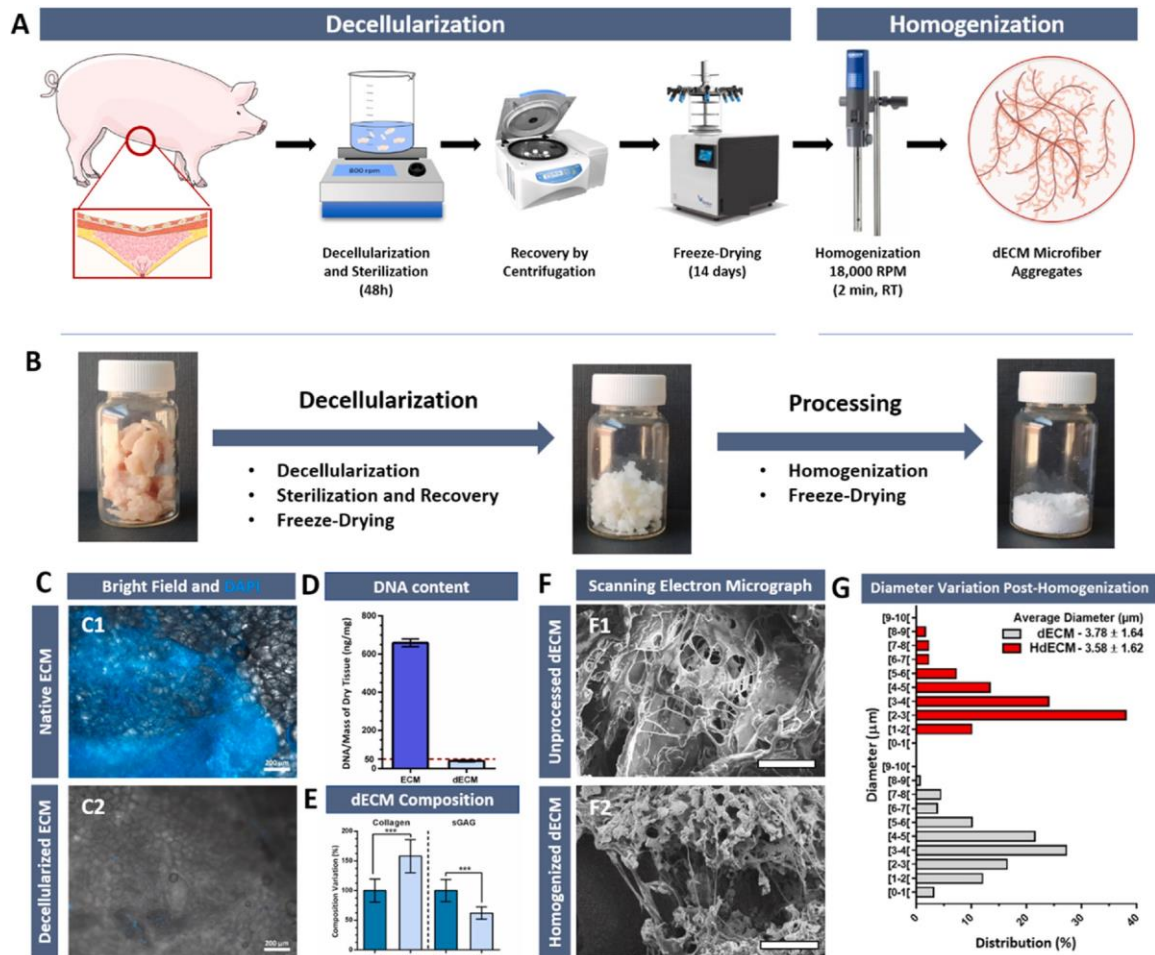 A
Decellularization
Homogenization
800 rpm
Decellularization
and Sterilization
(48h)
Recovery by
Centrifugation
Freeze-Drying
(14 days)
Homogenization
18,000 RPM
(2 min, RT)
dECM Microfiber
Aggregates
B
Decellularization
• Decellularization
• Sterilization and Recovery
• Freeze-Drying
Processing
• Homogenization
• Freeze-Drying
C
Bright Field and DAPI
Native ECM
C1
200 µm
Decellularized ECM
C2
200 µm
D
DNA content
DNA/Mass of Dry Tissue (ng/mg)
800
600
400
200
50
0
ECM
dECM
E
dECM Composition
Collagen
sGAG
Composition Variation [%]
200
150
100
50
0
***
***
F
Scanning Electron Micrograph
Unprocessed dECM
F1
Homogenized dECM
F2
G
Diameter Variation Post-Homogenization
Average Diameter (µm)
dECM - 3.78 ± 1.64
HdECM - 3.58 ± 1.62
Diameter (µm)
[9-10[
[8-9[
[7-8[
[6-7[
[5-6[
[4-5[
[3-4[
[2-3[
[1-2[
[0-1[
[9-10[
[8-9[
[7-8[
[6-7[
[5-6[
[4-5[
[3-4[
[2-3[
[1-2[
[0-1[
0
10
20
30
40
Distribution (%)